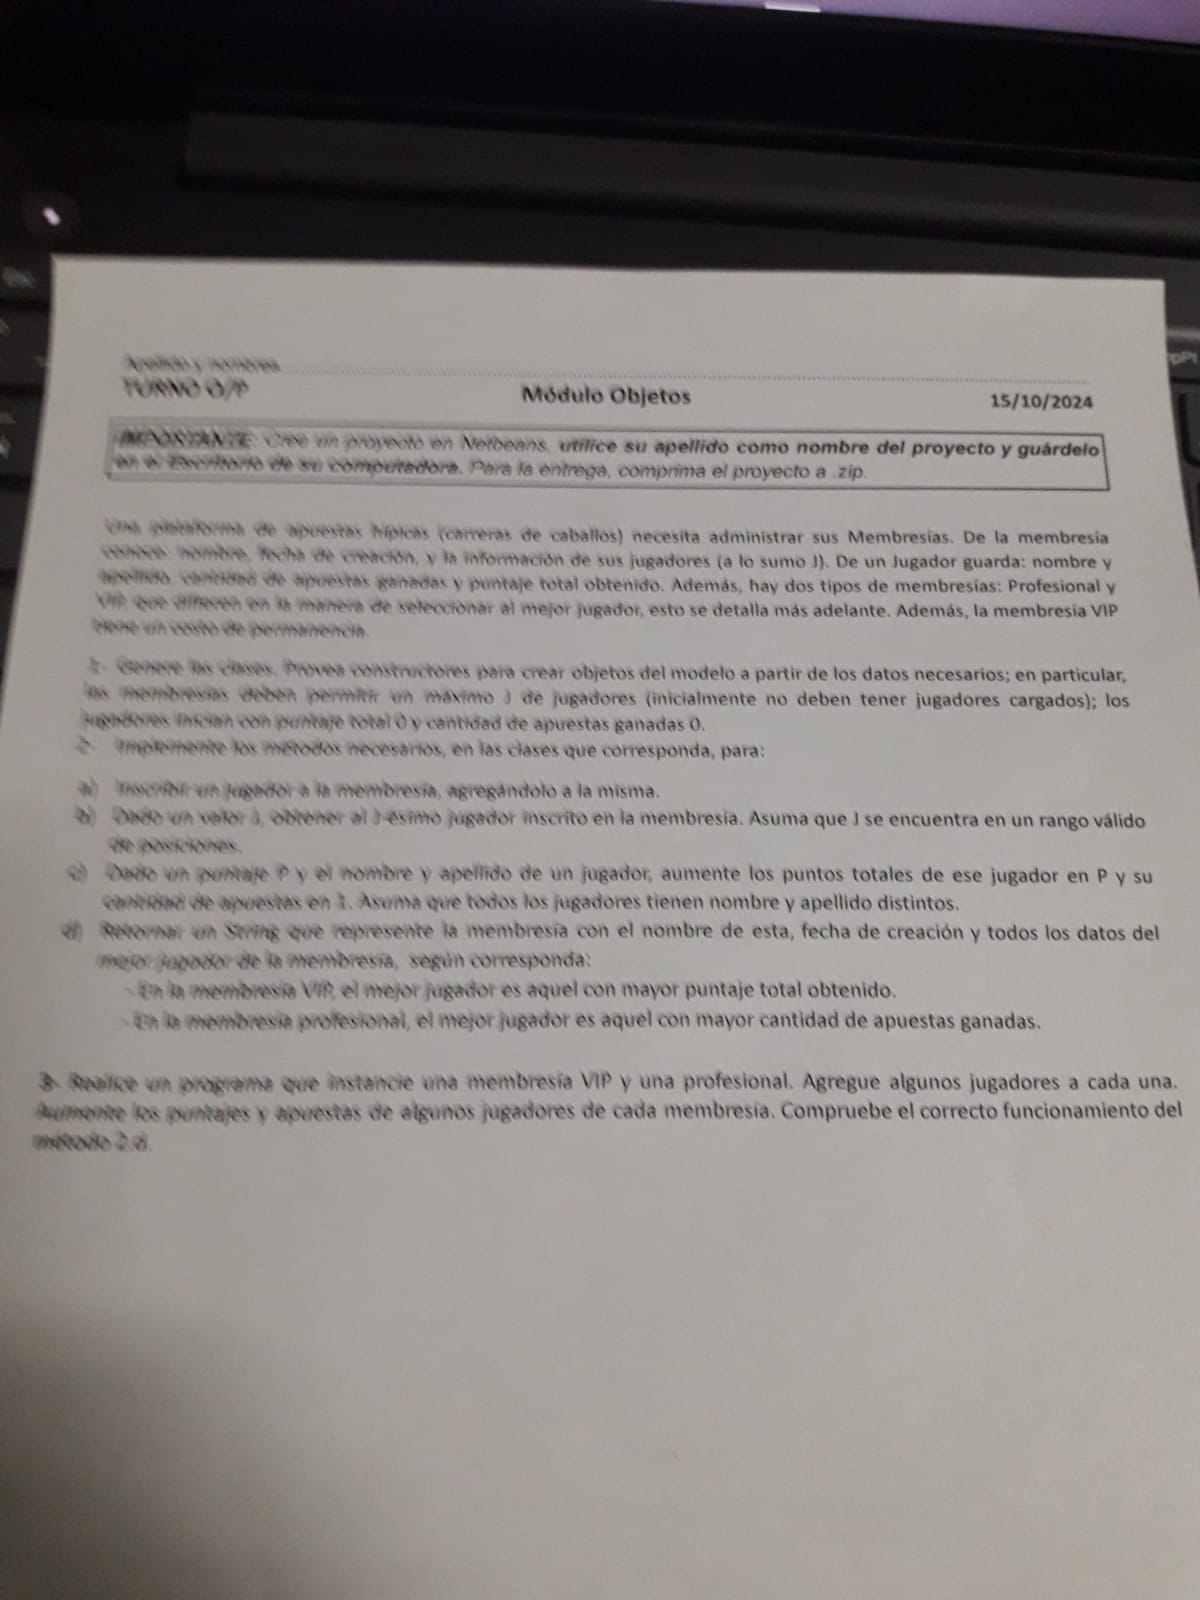 Apellido y nombres
TURNO O/P Módulo Objetos 15/10/2024
IMPORTANTE: Cree un proyecto en Netbeans, utilice su apellido como nombre del proyecto y guárdelo
en el Escritorio de su computadora. Para la entrega, comprima el proyecto a .zip.
Una plataforma de apuestas hípicas (carreras de caballos) necesita administrar sus Membresías. De la membresía
conoce: nombre, fecha de creación, y la información de sus jugadores (a lo sumo J). De un Jugador guarda: nombre y
apellido, cantidad de apuestas ganadas y puntaje total obtenido. Además, hay dos tipos de membresías: Profesional y
VIP, que difieren en la manera de seleccionar al mejor jugador, esto se detalla más adelante. Además, la membresía VIP
tiene un costo de permanencia.
1- Genere las clases. Provea constructores para crear objetos del modelo a partir de los datos necesarios; en particular,
las membresías deben permitir un máximo J de jugadores (inicialmente no deben tener jugadores cargados); los
jugadores inician con puntaje total 0 y cantidad de apuestas ganadas 0.
2- Implemente los métodos necesarios, en las clases que corresponda, para:
a) Inscribir un jugador a la membresía, agregándolo a la misma.
b) Dado un valor J, obtener al J-ésimo jugador inscrito en la membresía. Asuma que J se encuentra en un rango válido
de posiciones.
c) Dado un puntaje P y el nombre y apellido de un jugador, aumente los puntos totales de ese jugador en P y su
cantidad de apuestas en 1. Asuma que todos los jugadores tienen nombre y apellido distintos.
d) Retornar un String que represente la membresía con el nombre de esta, fecha de creación y todos los datos del
mejor jugador de la membresía, según corresponda:
- En la membresía VIP, el mejor jugador es aquel con mayor puntaje total obtenido.
- En la membresía profesional, el mejor jugador es aquel con mayor cantidad de apuestas ganadas.
3- Realice un programa que instancie una membresía VIP y una profesional. Agregue algunos jugadores a cada una.
Aumente los puntajes y apuestas de algunos jugadores de cada membresía. Compruebe el correcto funcionamiento del
método 2.d.